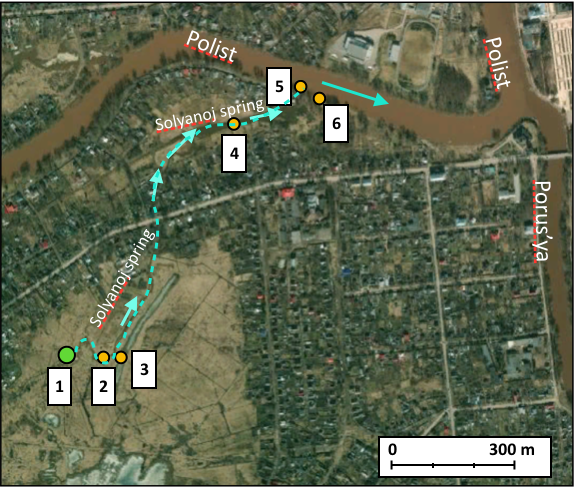 Polist
Polist
5
Solyanoj spring
6
4
Porus'ya
Solyanoj spring
3
1
2
0 300 m